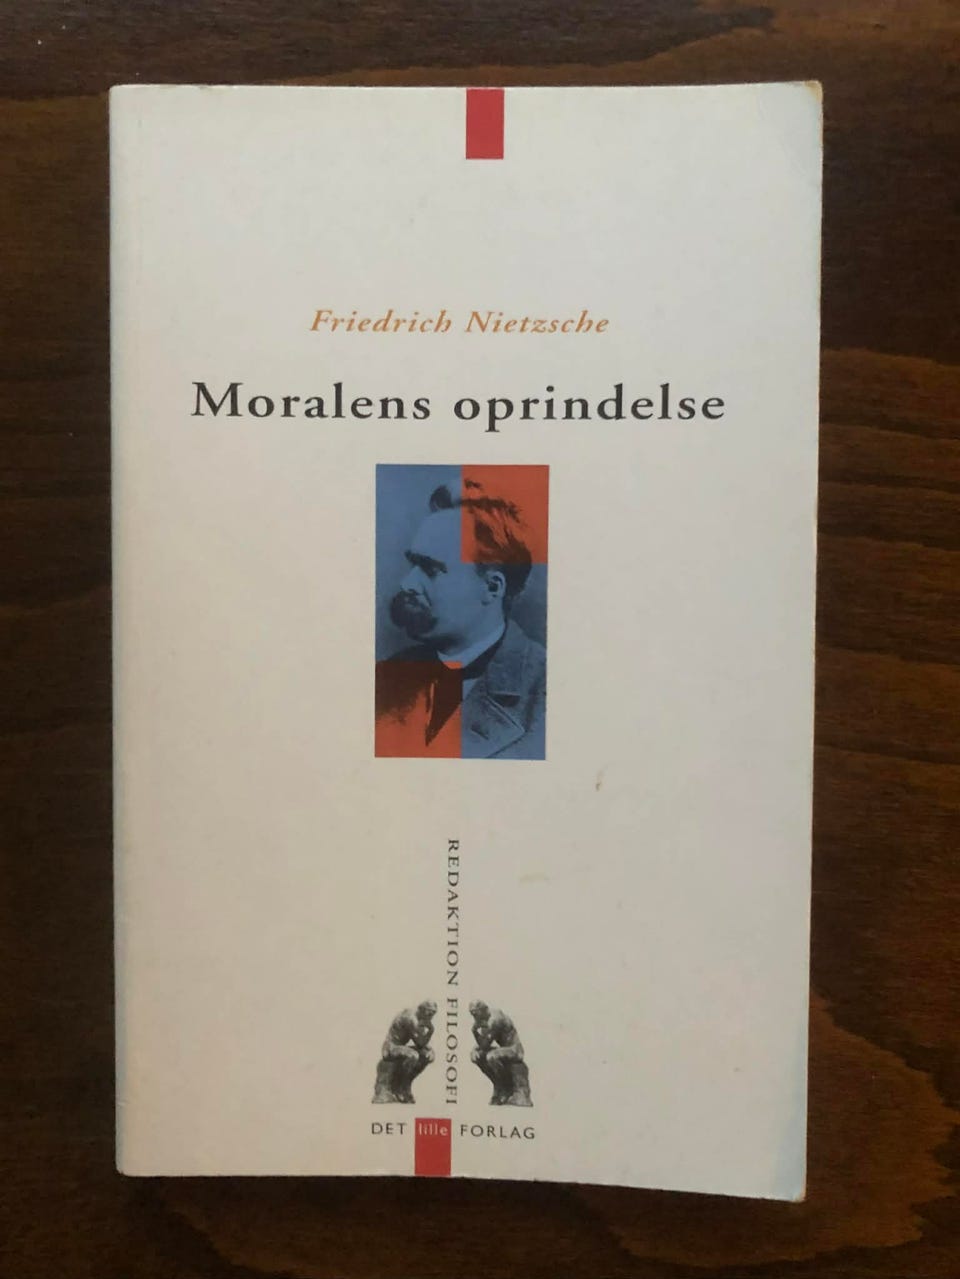 Friedrich Nietzsche
Moralens oprindelse
REDAKTION FILOSOFI
DET lille FORLAG